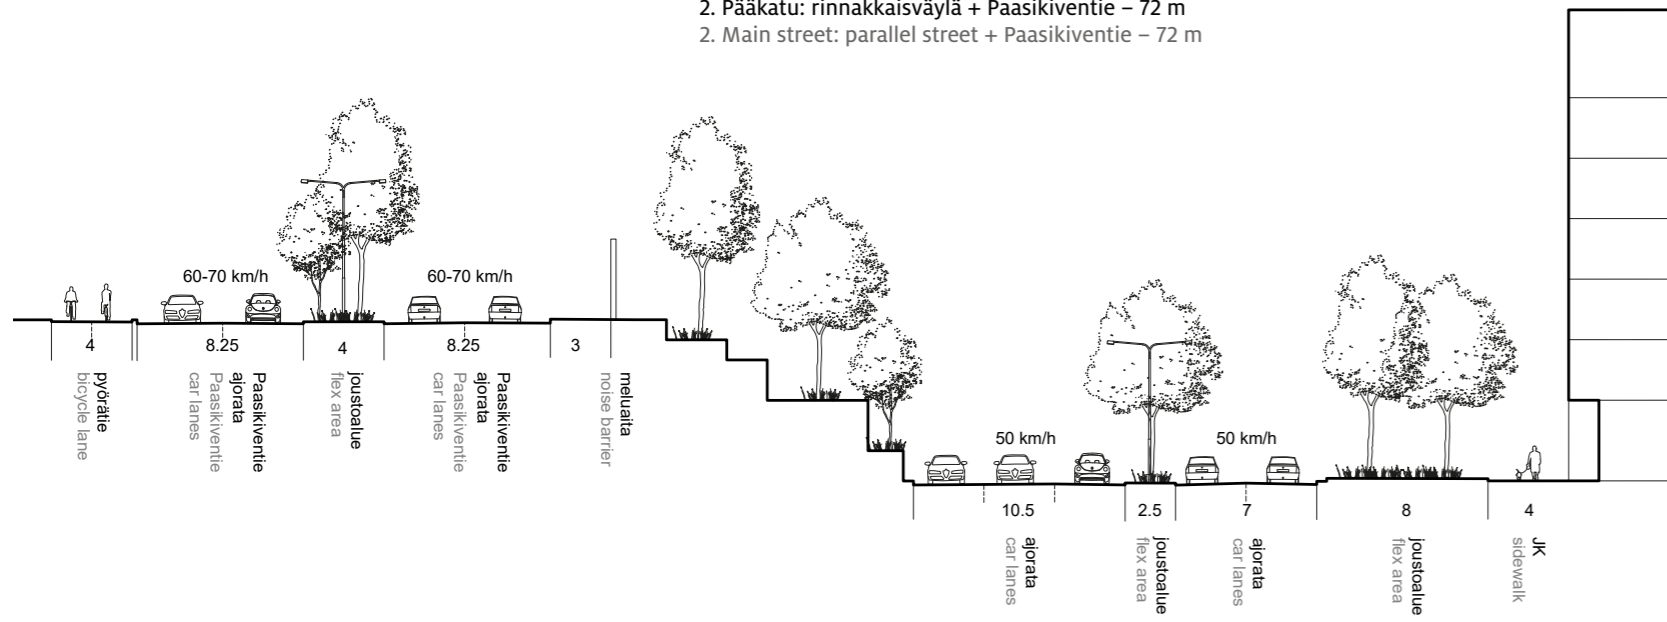 2. Pääkatu: rinnakkaisväylä + Paasikiventie – 72 m
2. Main street: parallel street + Paasikiventie – 72 m
60-70 km/h
60-70 km/h
4
8.25
4
8.25
3
pyörätie
bicycle lane
Paasikiventie
ajorata
Paasikiventie
car lanes
joustoalue
flex area
Paasikiventie
ajorata
Paasikiventie
car lanes
meluaita
noise barrier
50 km/h
50 km/h
10.5
2.5
7
8
4
ajorata
car lanes
joustoalue
flex area
ajorata
car lanes
joustoalue
flex area
JK
sidewalk